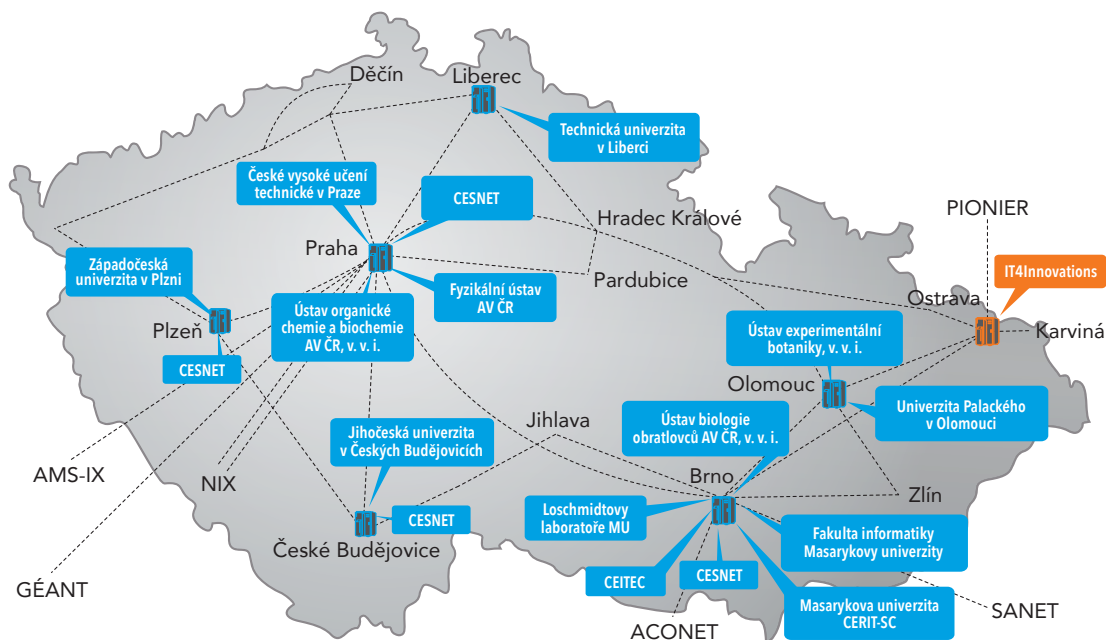 Děčín
Liberec
Technická univerzita
v Liberci
České vysoké učení
technické v Praze
CESNET
Hradec Králové
PIONIER
Praha
Západočeská
univerzita v Plzni
Fyzikální ústav
AV ČR
Pardubice
IT4Innovations
Ostrava
Karviná
Ústav organické
chemie a biochemie
AV ČR, v. v. i.
Plzeň
CESNET
Ústav experimentální
botaniky, v. v. i.
Olomouc
Univerzita Palackého
v Olomouci
Jihlava
Ústav biologie
obratlovců AV ČR, v. v. i.
Jihočeská univerzita
v Českých Budějovicích
AMS-IX
NIX
Brno
Zlín
Loschmidtovy
laboratoře MU
CESNET
České Budějovice
Fakulta informatiky
Masarykovy univerzity
CEITEC
CESNET
GÉANT
Masarykova univerzita
CERIT-SC
SANET
ACONET